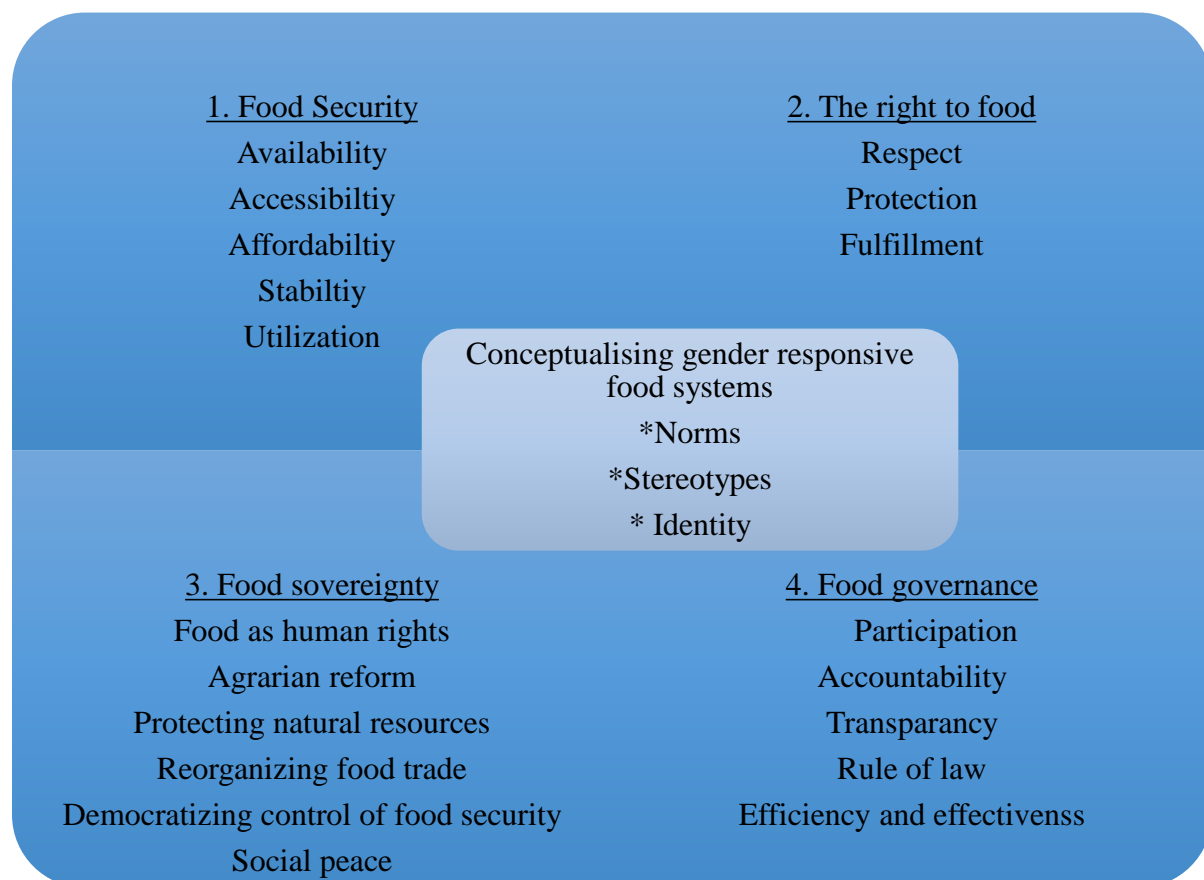 1. Food Security
Availability
Accessibiltiy
Affordabiltiy
Stabiltiy
Utilization
2. The right to food
Respect
Protection
Fulfillment
Conceptualising gender responsive
food systems
*Norms
*Stereotypes
* Identity
3. Food sovereignty
Food as human rights
Agrarian reform
Protecting natural resources
Reorganizing food trade
Democratizing control of food security
Social peace
4. Food governance
Participation
Accountability
Transparancy
Rule of law
Efficiency and effectivenss